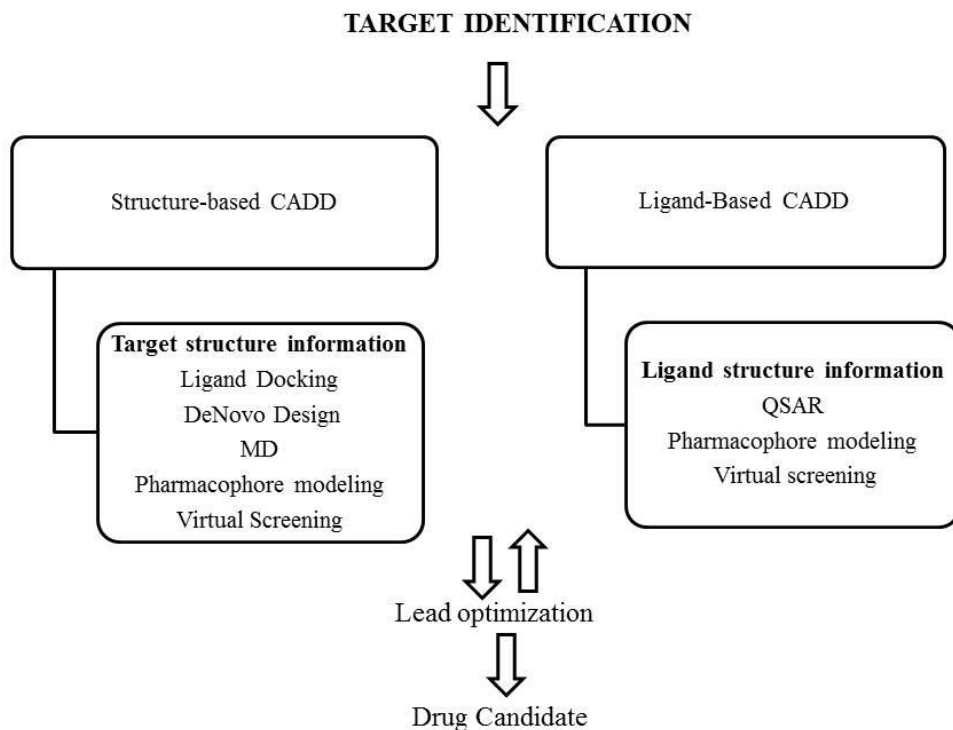 TARGET IDENTIFICATION
Structure-based CADD
Ligand-Based CADD
Target structure information
Ligand Docking
DeNovo Design
MD
Pharmacophore modeling
Virtual Screening
Ligand structure information
QSAR
Pharmacophore modeling
Virtual screening
Lead optimization
Drug Candidate